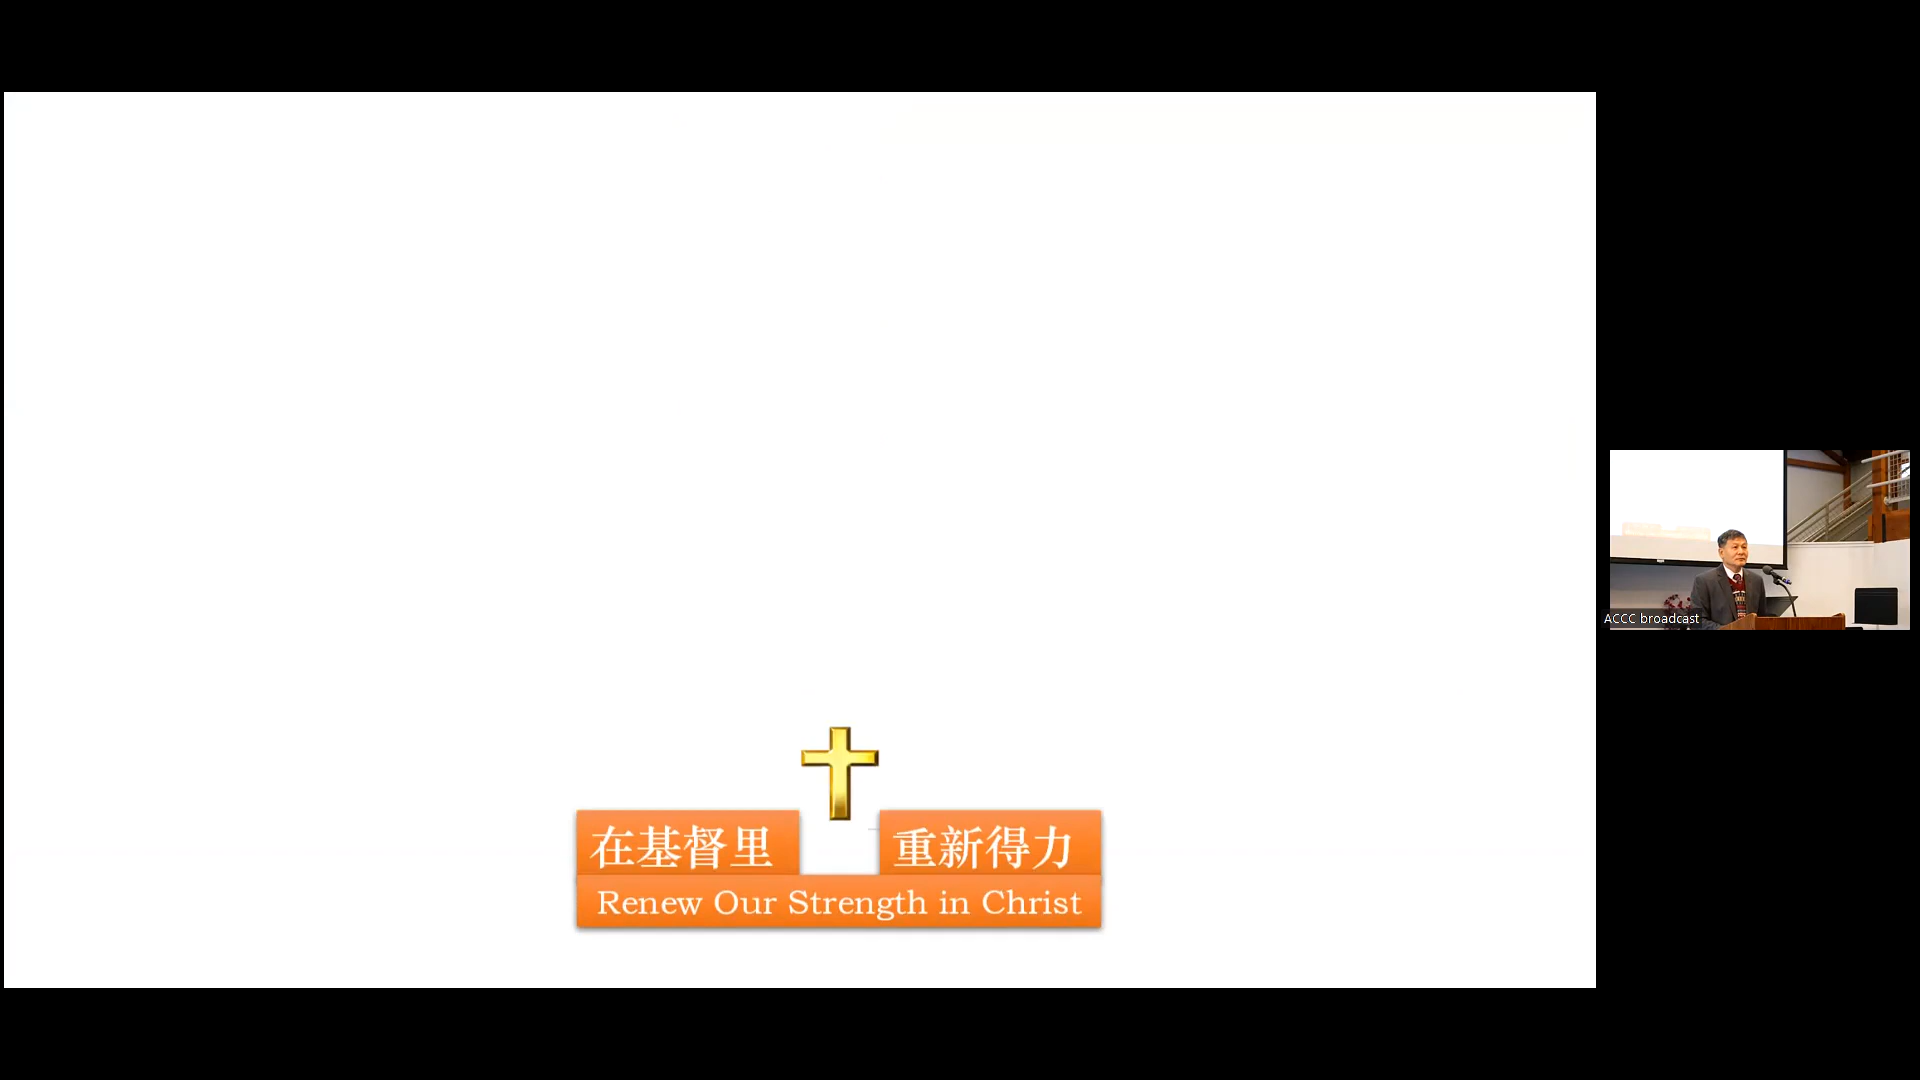 在基督里 重新得力
Renew Our Strength in Christ
ACCC broadcast